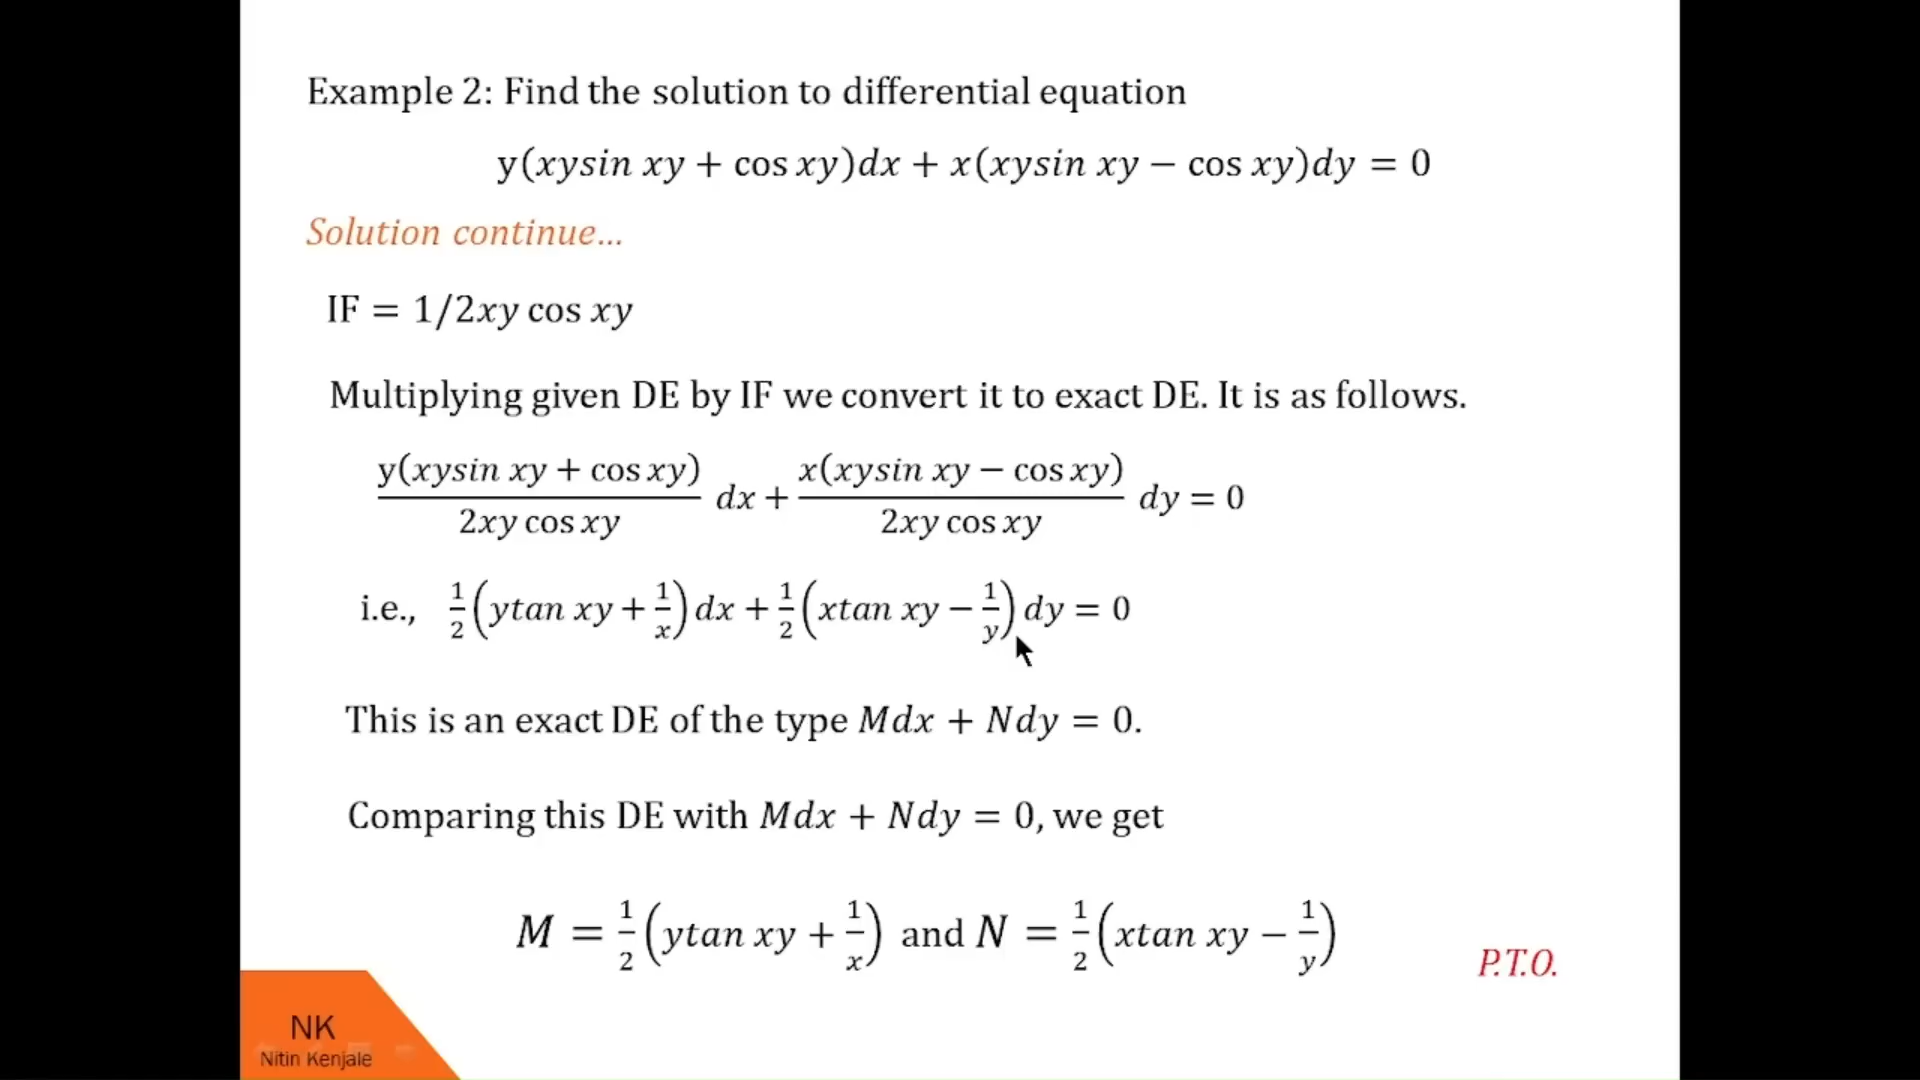 Example 2: Find the solution to differential equation
y(xysin xy + cos xy)dx + x(xysin xy − cos xy)dy = 0
Solution continue...
IF = 1/2xy cos xy
Multiplying given DE by IF we convert it to exact DE. It is as follows.
y(xysin xy + cos xy)/2xy cos xy dx + x(xysin xy − cos xy)/2xy cos xy dy = 0
i.e., 1/2 (ytan xy + 1/x) dx + 1/2 (xtan xy − 1/y) dy = 0
This is an exact DE of the type Mdx + Ndy = 0.
Comparing this DE with Mdx + Ndy = 0, we get
M = 1/2 (ytan xy + 1/x) and N = 1/2 (xtan xy − 1/y)
P.T.O.
NK
Nitin Kenjale